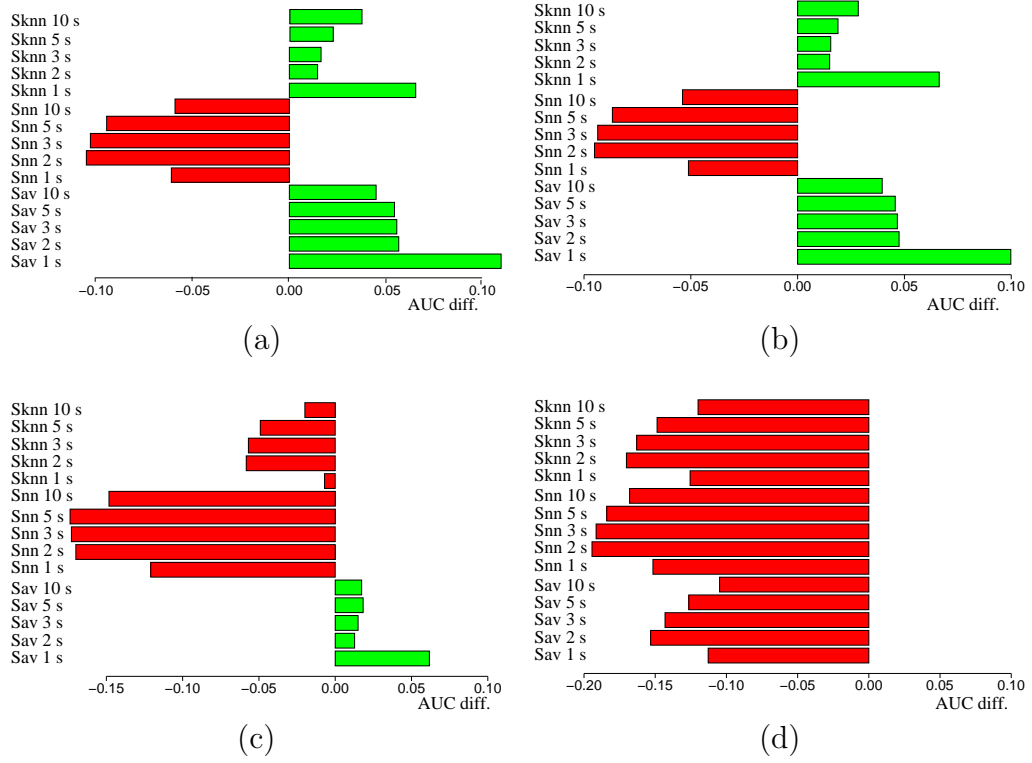 Sknn 10 s
Sknn 5 s
Sknn 3 s
Sknn 2 s
Sknn 1 s
Snn 10 s
Snn 5 s
Snn 3 s
Snn 2 s
Snn 1 s
Sav 10 s
Sav 5 s
Sav 3 s
Sav 2 s
Sav 1 s
−0.10 −0.05 0.00 0.05 0.10
AUC diff.
(a)
Sknn 10 s
Sknn 5 s
Sknn 3 s
Sknn 2 s
Sknn 1 s
Snn 10 s
Snn 5 s
Snn 3 s
Snn 2 s
Snn 1 s
Sav 10 s
Sav 5 s
Sav 3 s
Sav 2 s
Sav 1 s
−0.10 −0.05 0.00 0.05 0.10
AUC diff.
(b)
Sknn 10 s
Sknn 5 s
Sknn 3 s
Sknn 2 s
Sknn 1 s
Snn 10 s
Snn 5 s
Snn 3 s
Snn 2 s
Snn 1 s
Sav 10 s
Sav 5 s
Sav 3 s
Sav 2 s
Sav 1 s
−0.15 −0.10 −0.05 0.00 0.05 0.10
AUC diff.
(c)
Sknn 10 s
Sknn 5 s
Sknn 3 s
Sknn 2 s
Sknn 1 s
Snn 10 s
Snn 5 s
Snn 3 s
Snn 2 s
Snn 1 s
Sav 10 s
Sav 5 s
Sav 3 s
Sav 2 s
Sav 1 s
−0.20 −0.15 −0.10 −0.05 0.00 0.05 0.10
AUC diff.
(d)